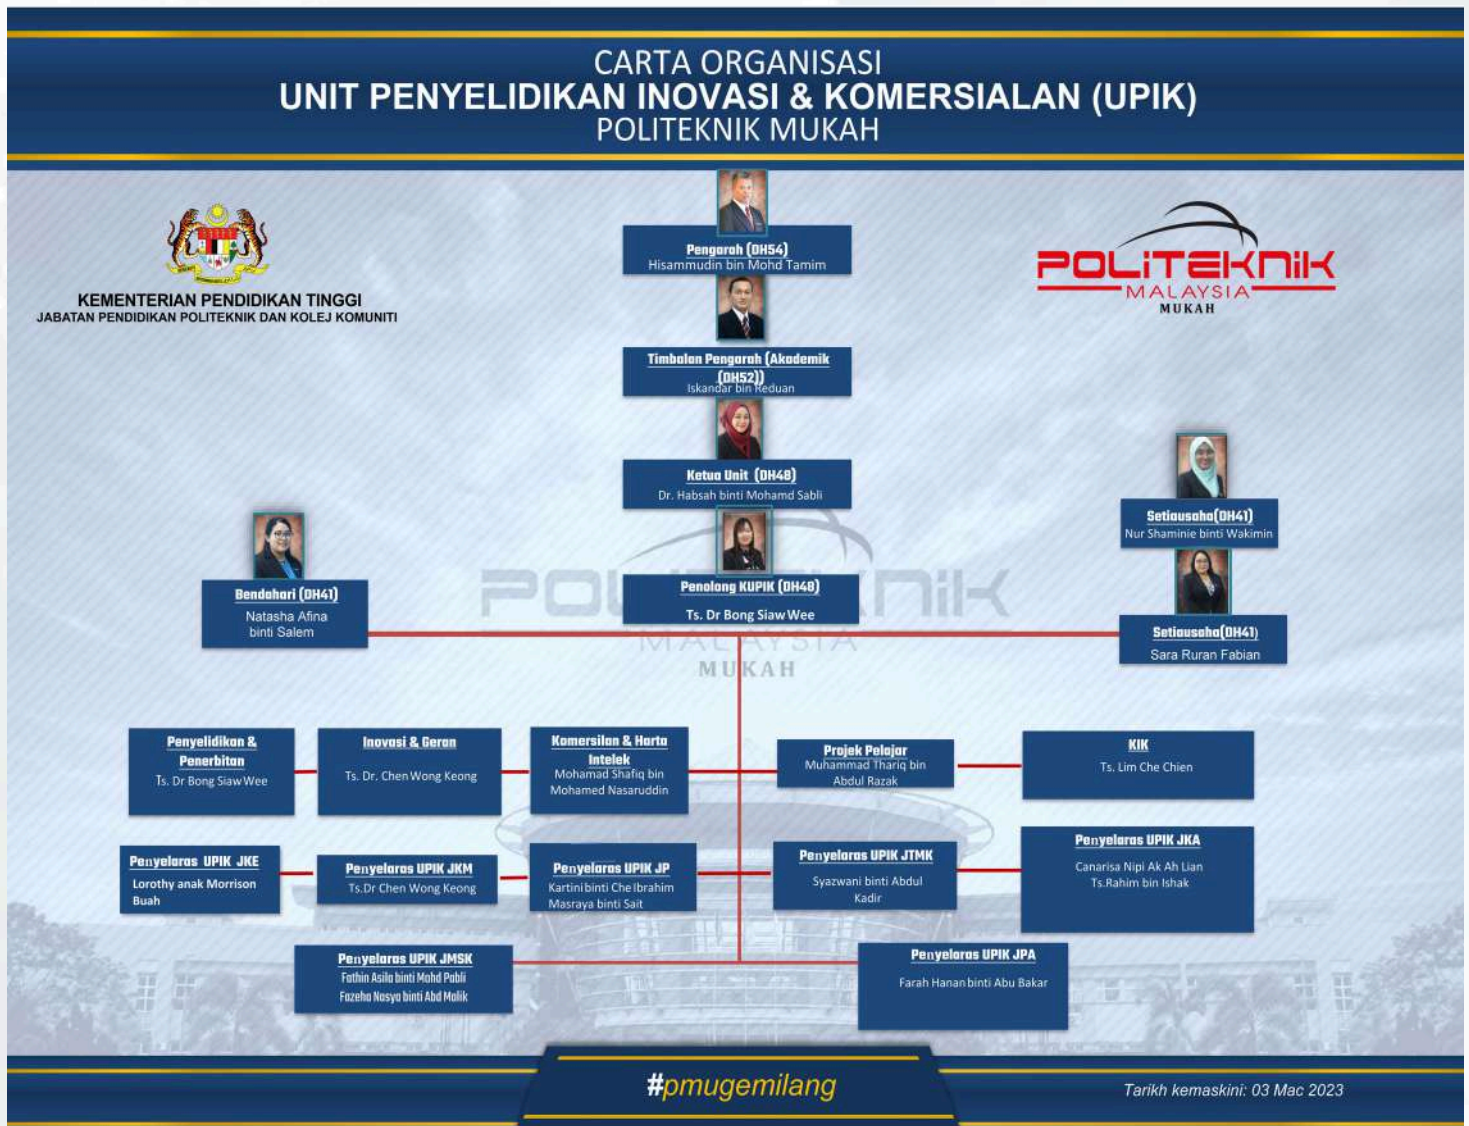 CARTA ORGANISASI
UNIT PENYELIDIKAN INOVASI & KOMERSIALAN (UPIK)
POLITEKNIK MUKAH
KEMENTERIAN PENDIDIKAN TINGGI
JABATAN PENDIDIKAN POLITEKNIK DAN KOLEJ KOMUNITI
POLITEKNIK
MALAYSIA
MUKAH
Pengarah (DH54)
Hisammudin bin Mohd Tamim
Timbalan Pengarah (Akademik
(DH52))
Iskandar bin Reduan
Ketua Unit (DH48)
Dr. Habsah binti Mohamd Sabli
Setiausaha(DH41)
Nur Shaminie binti Wakimin
Bendahari (DH41)
Natasha Afina
binti Salem
Penolong KUPIK (DH48)
Ts. Dr Bong Siaw Wee
Setiausaha(DH41)
Sara Ruran Fabian
POLITEKNIK
MALAYSIA
MUKAH
Penyelidikan &
Penerbitan
Ts. Dr Bong Siaw Wee
Inovasi & Geran
Ts. Dr. Chen Wong Keong
Komersilan & Harta
Intelek
Mohamad Shafiq bin
Mohamed Nasaruddin
Projek Pelajar
Muhammad Thariq bin
Abdul Razak
KIK
Ts. Lim Che Chien
Penyelaras UPIK JKE
Lorothy anak Morrison
Buah
Penyelaras UPIK JKM
Ts.Dr Chen Wong Keong
Penyelaras UPIK JP
Kartini binti Che Ibrahim
Masraya binti Sait
Penyelaras UPIK JTMK
Syazwani binti Abdul
Kadir
Penyelaras UPIK JKA
Canarisa Nipi Ak Ah Lian
Ts.Rahim bin Ishak
Penyelaras UPIK JMSK
Fathin Asila binti Mohd Pabli
Fazeha Nasya binti Abd Malik
Penyelaras UPIK JPA
Farah Hanan binti Abu Bakar
#pmugemilang
Tarikh kemaskini: 03 Mac 2023